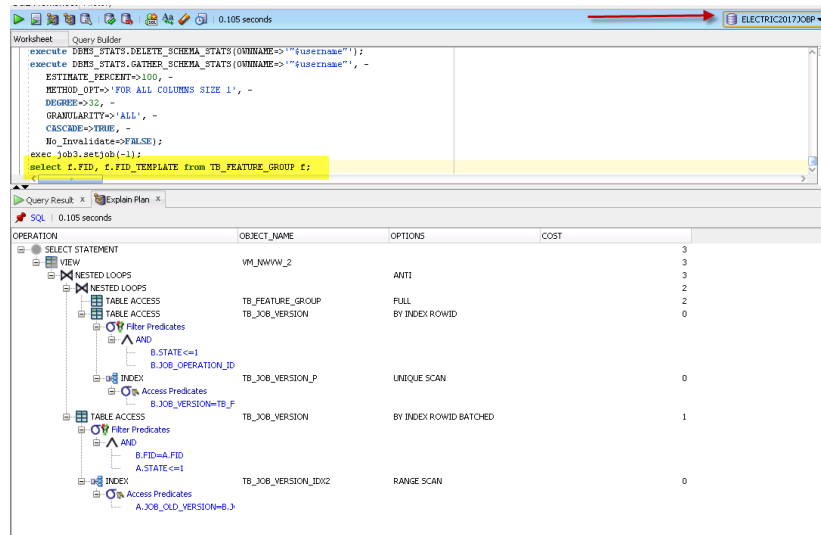 0.105 seconds
ELECTRIC2017JOBP
Worksheet Query Builder
execute DBMS_STATS.DELETE_SCHEMA_STATS(OWNNAME=>'"$username"');
execute DBMS_STATS.GATHER_SCHEMA_STATS(OWNNAME=>'"$username"', -
ESTIMATE_PERCENT=>100, -
METHOD_OPT=>'FOR ALL COLUMNS SIZE 1', -
DEGREE=>32, -
GRANULARITY=>'ALL', -
CASCADE=>TRUE, -
No_Invalidate=>FALSE);
exec job3.setjob(-1);
select f.FID, f.FID_TEMPLATE from TB_FEATURE_GROUP f;
Query Result x Explain Plan x
SQL | 0.105 seconds
OPERATION OBJECT_NAME OPTIONS COST
SELECT STATEMENT 3
VIEW VM_NWVW_2 3
NESTED LOOPS ANTI 3
NESTED LOOPS 2
TABLE ACCESS TB_FEATURE_GROUP FULL 2
TABLE ACCESS TB_JOB_VERSION BY INDEX ROWID 0
Filter Predicates
AND
B.STATE<=1
B.JOB_OPERATION_ID
INDEX TB_JOB_VERSION_P UNIQUE SCAN 0
Access Predicates
B.JOB_VERSION=TB_F
TABLE ACCESS TB_JOB_VERSION BY INDEX ROWID BATCHED 1
Filter Predicates
AND
B.FID=A.FID
A.STATE<=1
INDEX TB_JOB_VERSION_IDX2 RANGE SCAN 0
Access Predicates
A.JOB_OLD_VERSION=B.J